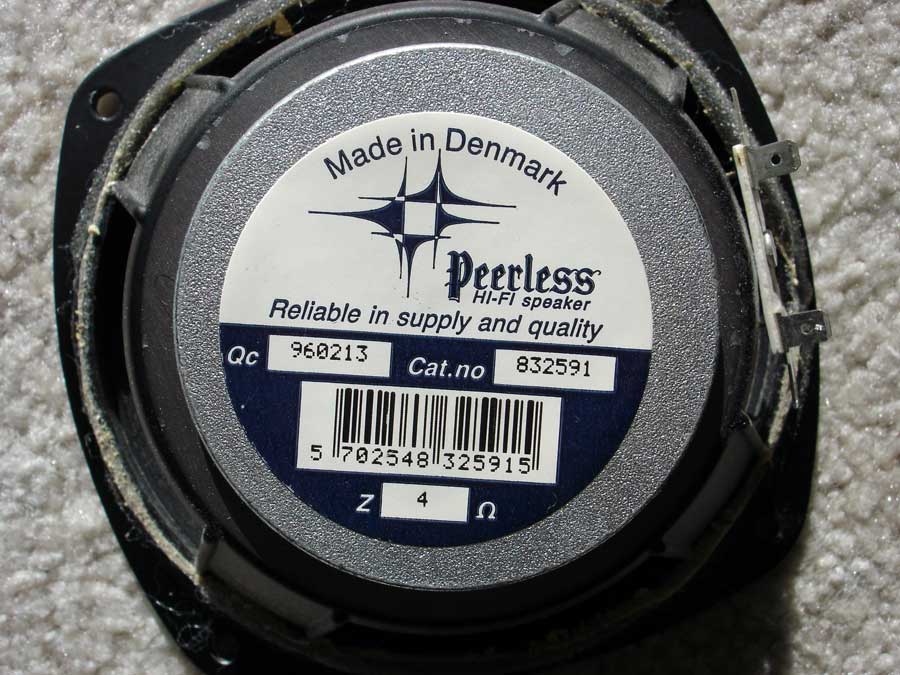 Made in Denmark
Peerless
HI-FI speaker
Reliable in supply and quality
Qc 960213 Cat.no 832591
5 702548 325915
Z 4 Ω